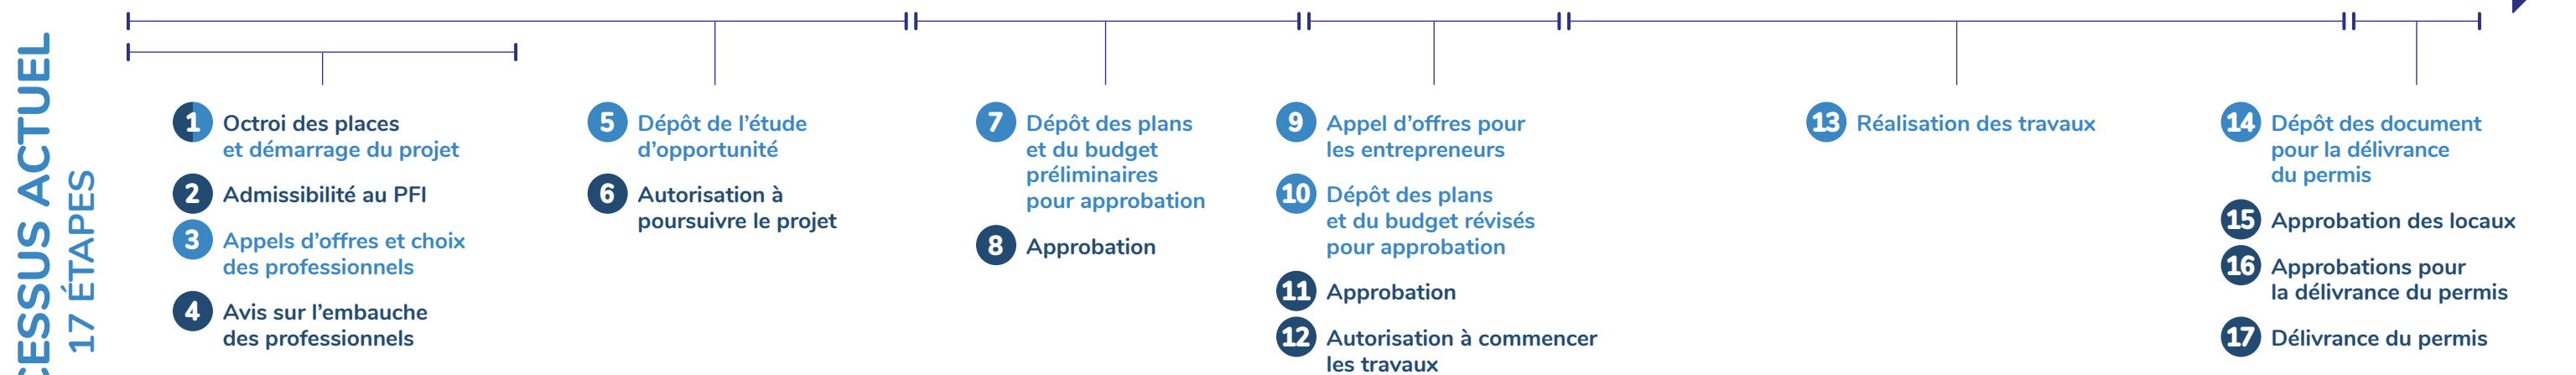 CESSUS ACTUEL
17 ÉTAPES
1 Octroi des places
et démarrage du projet
2 Admissibilité au PFI
3 Appels d’offres et choix
des professionnels
4 Avis sur l’embauche
des professionnels
5 Dépôt de l’étude
d’opportunité
6 Autorisation à
poursuivre le projet
7 Dépôt des plans
et du budget
préliminaires
pour approbation
8 Approbation
9 Appel d’offres pour
les entrepreneurs
10 Dépôt des plans
et du budget révisés
pour approbation
11 Approbation
12 Autorisation à commencer
les travaux
13 Réalisation des travaux
14 Dépôt des document
pour la délivrance
du permis
15 Approbation des locaux
16 Approbations pour
la délivrance du permis
17 Délivrance du permis